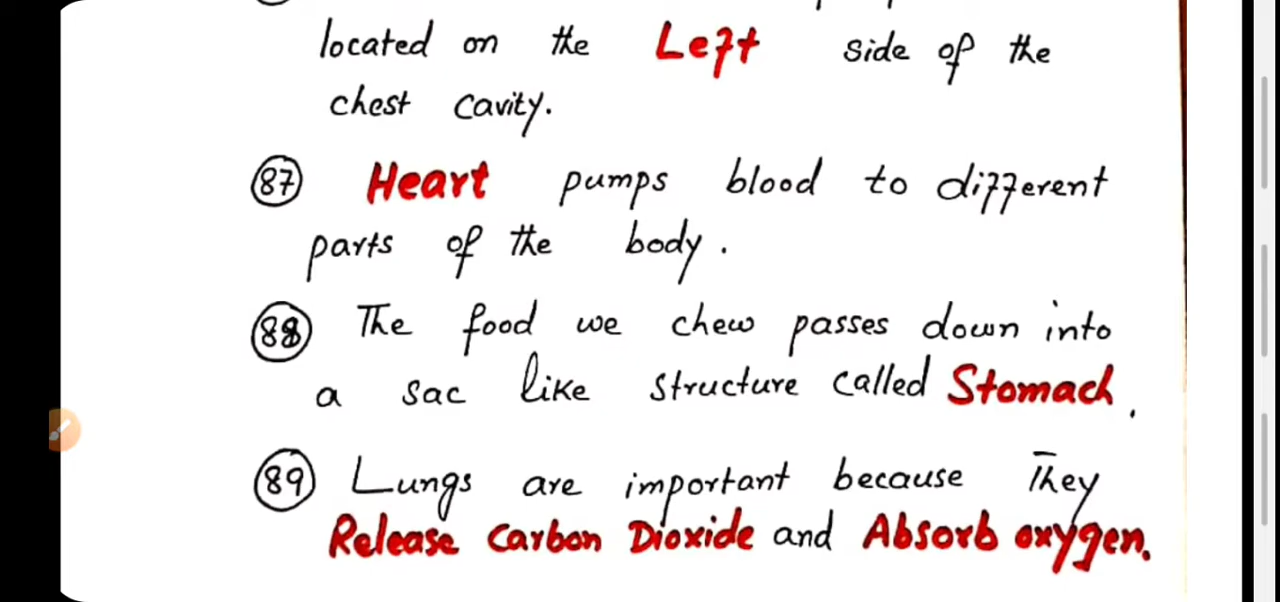 located on the Left side of the
chest cavity.
87 Heart pumps blood to different
parts of the body.
88 The food we chew passes down into
a sac like structure called Stomach.
89 Lungs are important because They
Release Carbon Dioxide and Absorb oxygen.